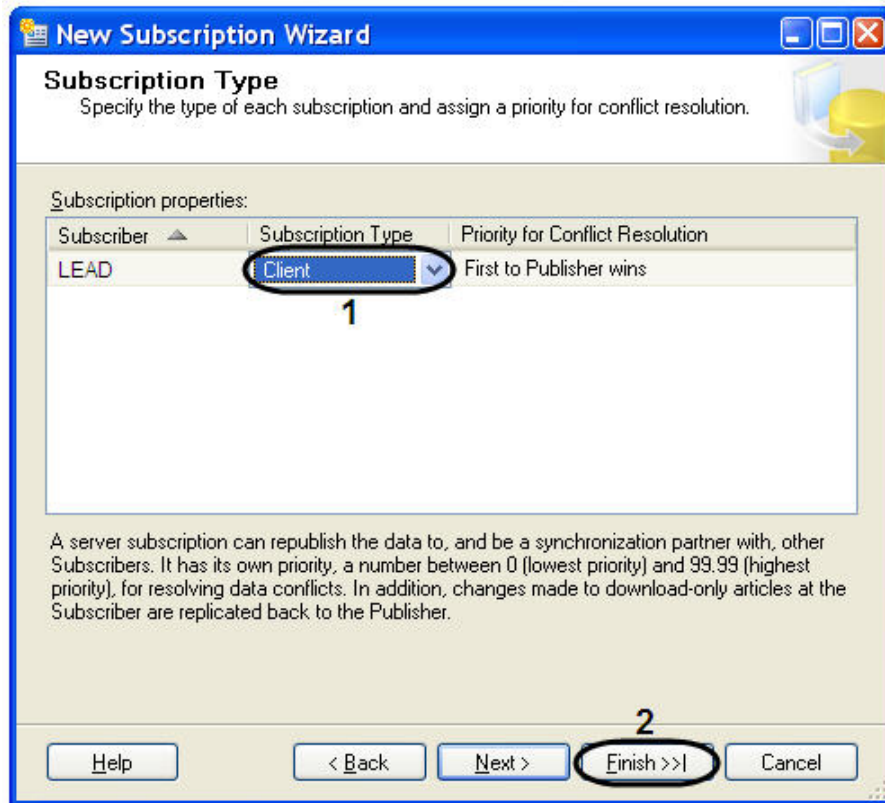 New Subscription Wizard
Subscription Type
Specify the type of each subscription and assign a priority for conflict resolution.
Subscription properties:
Subscriber Subscription Type Priority for Conflict Resolution
LEAD Client First to Publisher wins
1
A server subscription can republish the data to, and be a synchronization partner with, other
Subscribers. It has its own priority, a number between 0 (lowest priority) and 99.99 (highest
priority), for resolving data conflicts. In addition, changes made to download-only articles at the
Subscriber are replicated back to the Publisher.
2
Help < Back Next > Finish >>| Cancel